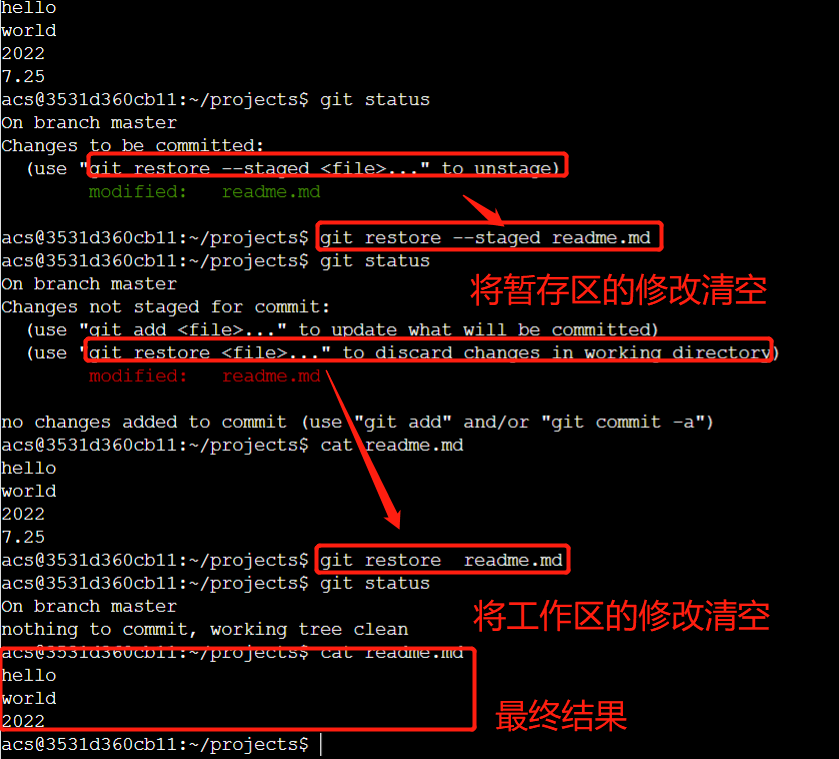 hello
world
2022
7.25
acs@3531d360cb11:~/projects$ git status
On branch master
Changes to be committed:
  (use "git restore --staged <file>..." to unstage)
        modified:   readme.md

acs@3531d360cb11:~/projects$ git restore --staged readme.md
acs@3531d360cb11:~/projects$ git status
将暂存区的修改清空
On branch master
Changes not staged for commit:
  (use "git add <file>..." to update what will be committed)
  (use "git restore <file>..." to discard changes in working directory)
        modified:   readme.md

no changes added to commit (use "git add" and/or "git commit -a")
acs@3531d360cb11:~/projects$ cat readme.md
hello
world
2022
7.25
acs@3531d360cb11:~/projects$ git restore  readme.md
acs@3531d360cb11:~/projects$ git status
On branch master
将工作区的修改清空
nothing to commit, working tree clean
acs@3531d360cb11:~/projects$ cat readme.md
hello
world
最终结果
2022
acs@3531d360cb11:~/projects$